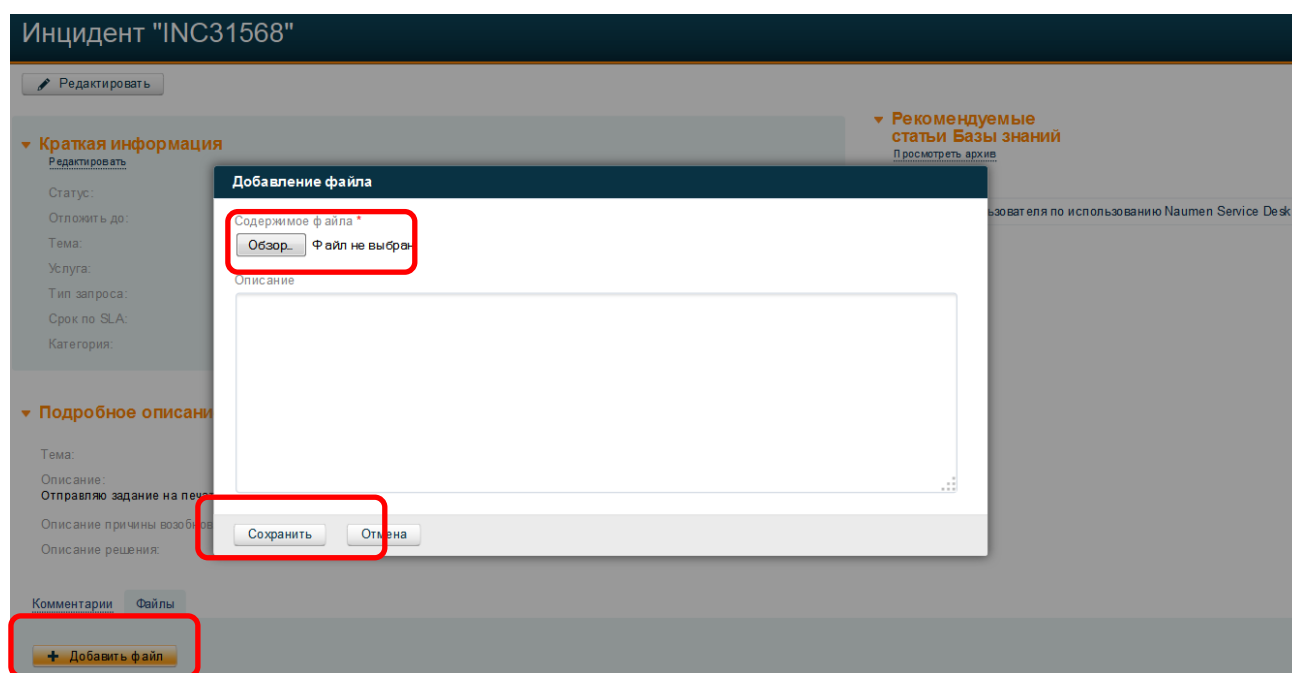 Инцидент "INC31568"
Редактировать
Краткая информация
Редактировать
Статус:
Отложить до:
Тема:
Услуга:
Тип запроса:
Срок по SLA:
Категория:
Рекомендуемые
статьи Базы знаний
Просмотреть архив
ьзователя по использованию Naumen Service Desk
Добавление файла
Содержимое файла *
Обзор... Файл не выбран
Описание
Сохранить Отмена
Подробное описани
Тема:
Описание:
Отправляю задание на печат
Описание причины возобнов
Описание решения:
Комментарии Файлы
Добавить файл